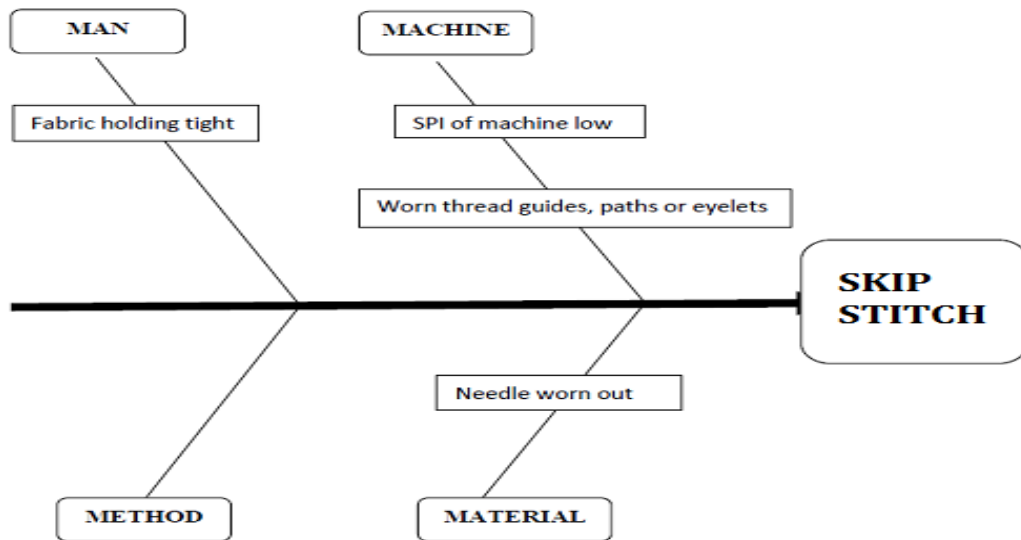 MAN
MACHINE
Fabric holding tight
SPI of machine low
Worn thread guides, paths or eyelets
SKIP
STITCH
Needle worn out
METHOD
MATERIAL